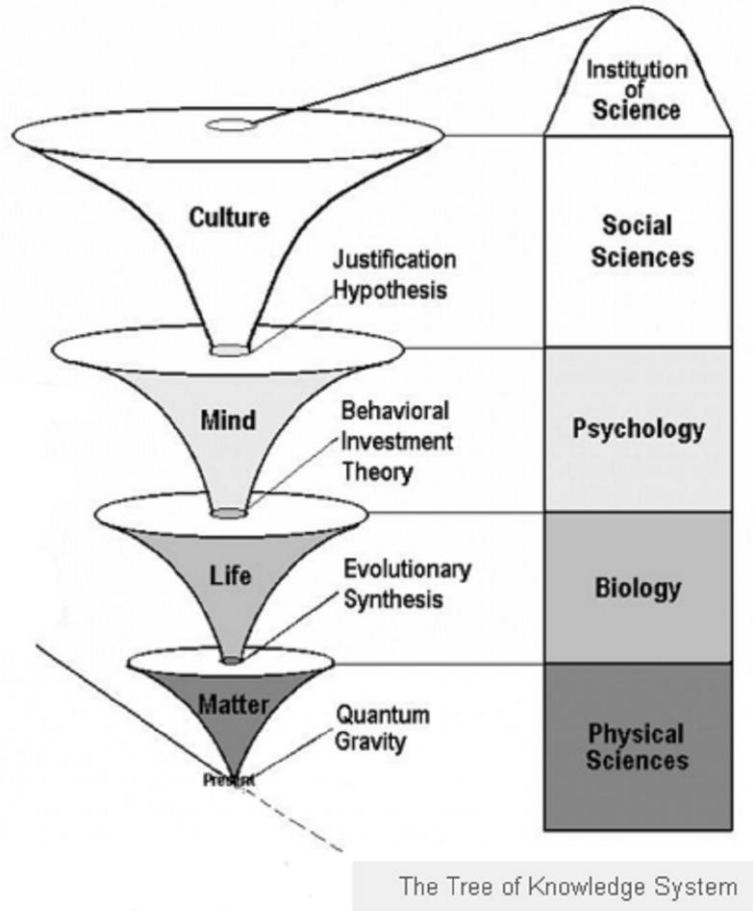 Institution
of
Science
Culture
Social
Sciences
Justification
Hypothesis
Mind
Behavioral
Investment
Theory
Psychology
Life
Evolutionary
Synthesis
Biology
Matter
Quantum
Gravity
Physical
Sciences
Present
The Tree of Knowledge System